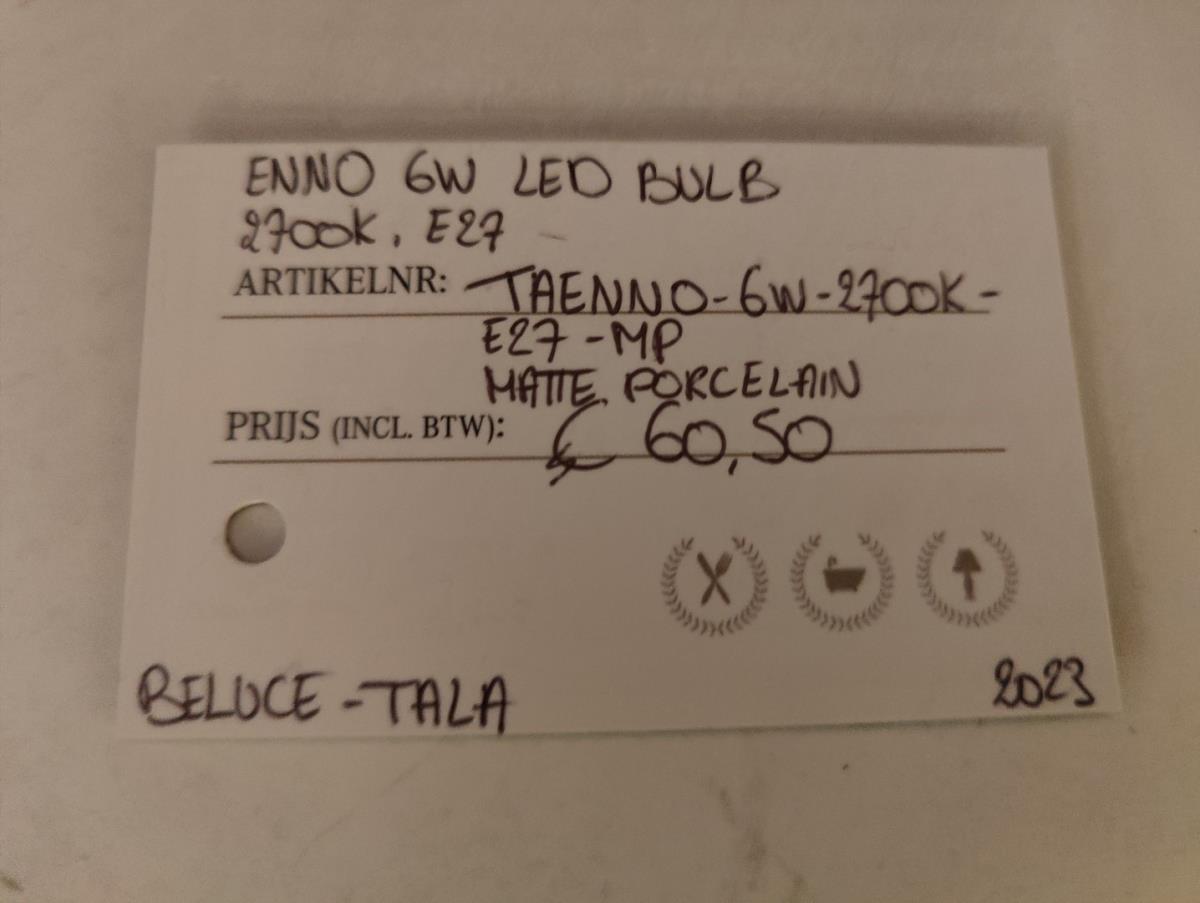 ENNO 6W LED BULB
2700K, E27
ARTIKELNR: TAENNO-6W-2700K-
E27-MP
MATTE PORCELAIN
PRIJS (INCL. BTW): € 60,50
BELUCE-TALA
2023